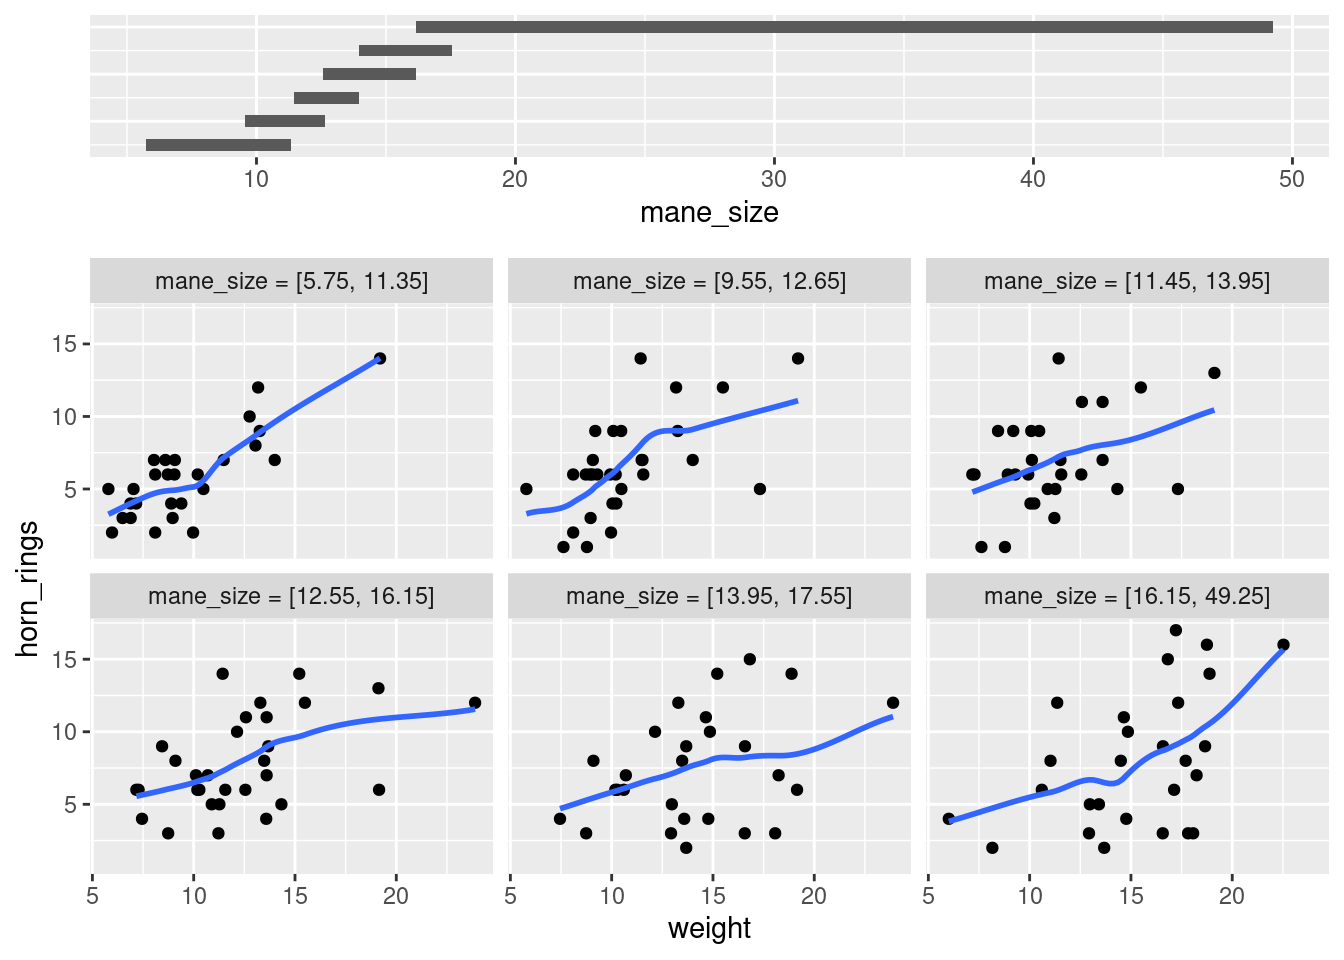 10 20 30 40 50
mane_size
mane_size = [5.75, 11.35] mane_size = [9.55, 12.65] mane_size = [11.45, 13.95]
15
10
5
horn_rings
mane_size = [12.55, 16.15] mane_size = [13.95, 17.55] mane_size = [16.15, 49.25]
15
10
5
5 10 15 20 5 10 15 20 5 10 15 20
weight